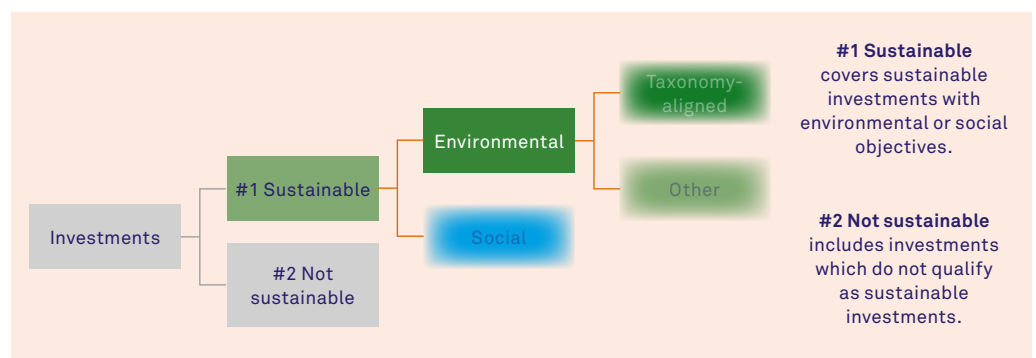 Investments
#1 Sustainable
#2 Not
sustainable
Environmental
Social
Taxonomy-
aligned
Other
#1 Sustainable
covers sustainable
investments with
environmental or social
objectives.
#2 Not sustainable
includes investments
which do not qualify
as sustainable
investments.